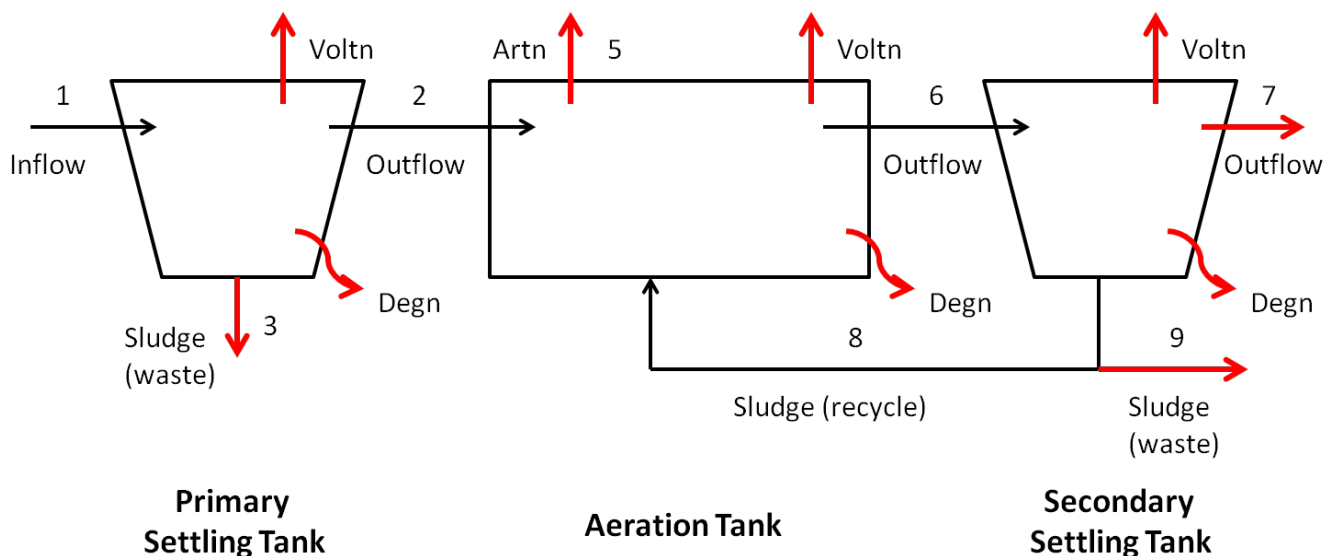 Voltn
Artn
5
Voltn
Voltn
1
2
6
7
Inflow
Outflow
Outflow
Outflow
Degn
Degn
Degn
3
Sludge
(waste)
8
9
Sludge (recycle)
Sludge
(waste)
Primary
Settling Tank
Aeration Tank
Secondary
Settling Tank